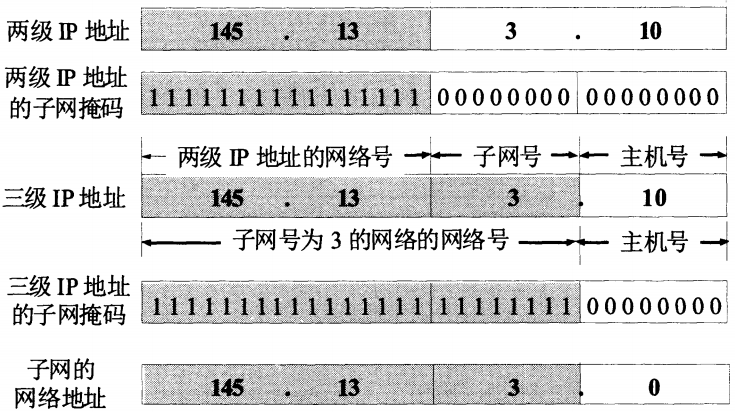 两级 IP 地址 145 . 13 3 . 10
两级 IP 地址
的子网掩码 1111111111111111 00000000 00000000
两级 IP 地址的网络号 子网号 主机号
三级 IP 地址 145 . 13 3 . 10
子网号为 3 的网络的网络号 主机号
三级 IP 地址
的子网掩码 1111111111111111 11111111 00000000
子网的
网络地址 145 . 13 3 . 0